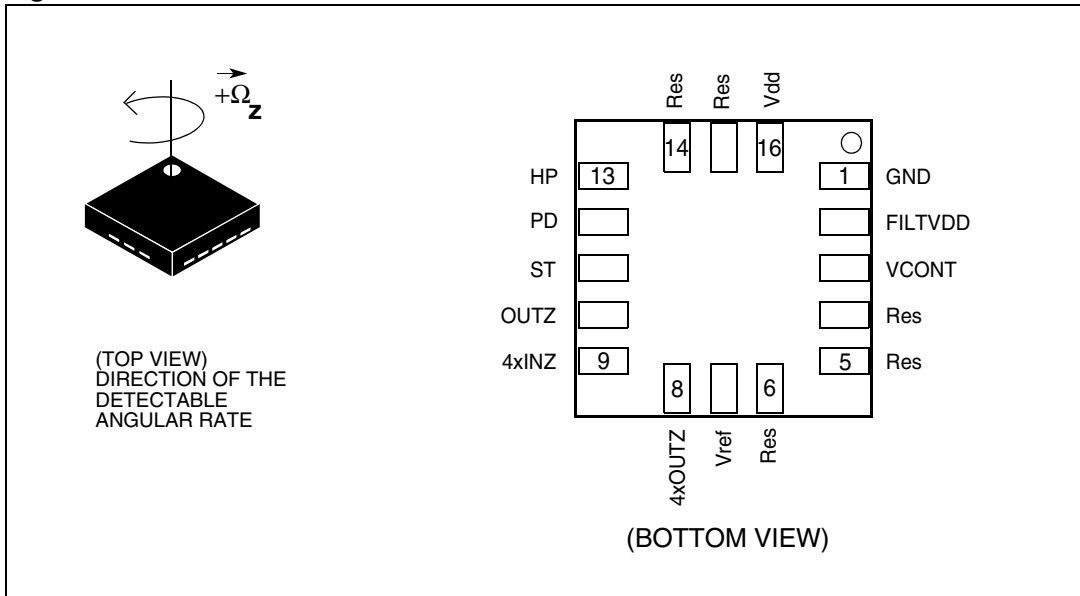 +Ωz
(TOP VIEW)
DIRECTION OF THE
DETECTABLE
ANGULAR RATE
Res
Res
Vdd
14
16
HP
13
1
GND
PD
FILTVDD
ST
VCONT
OUTZ
Res
4xINZ
9
5
Res
8
6
4xOUTZ
Vref
Res
(BOTTOM VIEW)